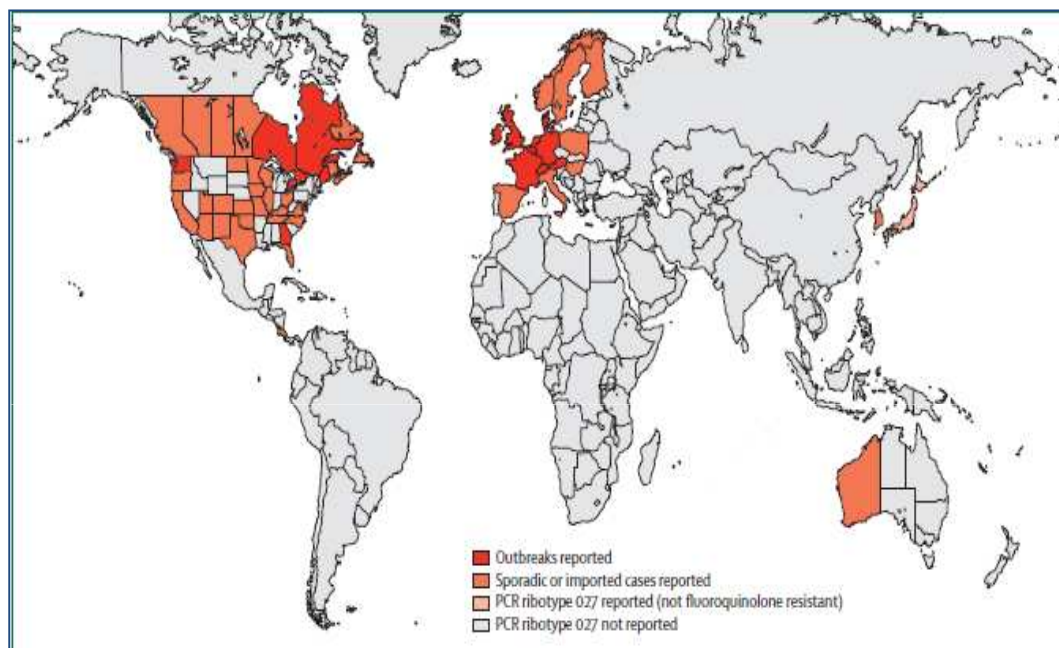 Outbreaks reported
Sporadic or imported cases reported
PCR ribotype 027 reported (not fluoroquinolone resistant)
PCR ribotype 027 not reported